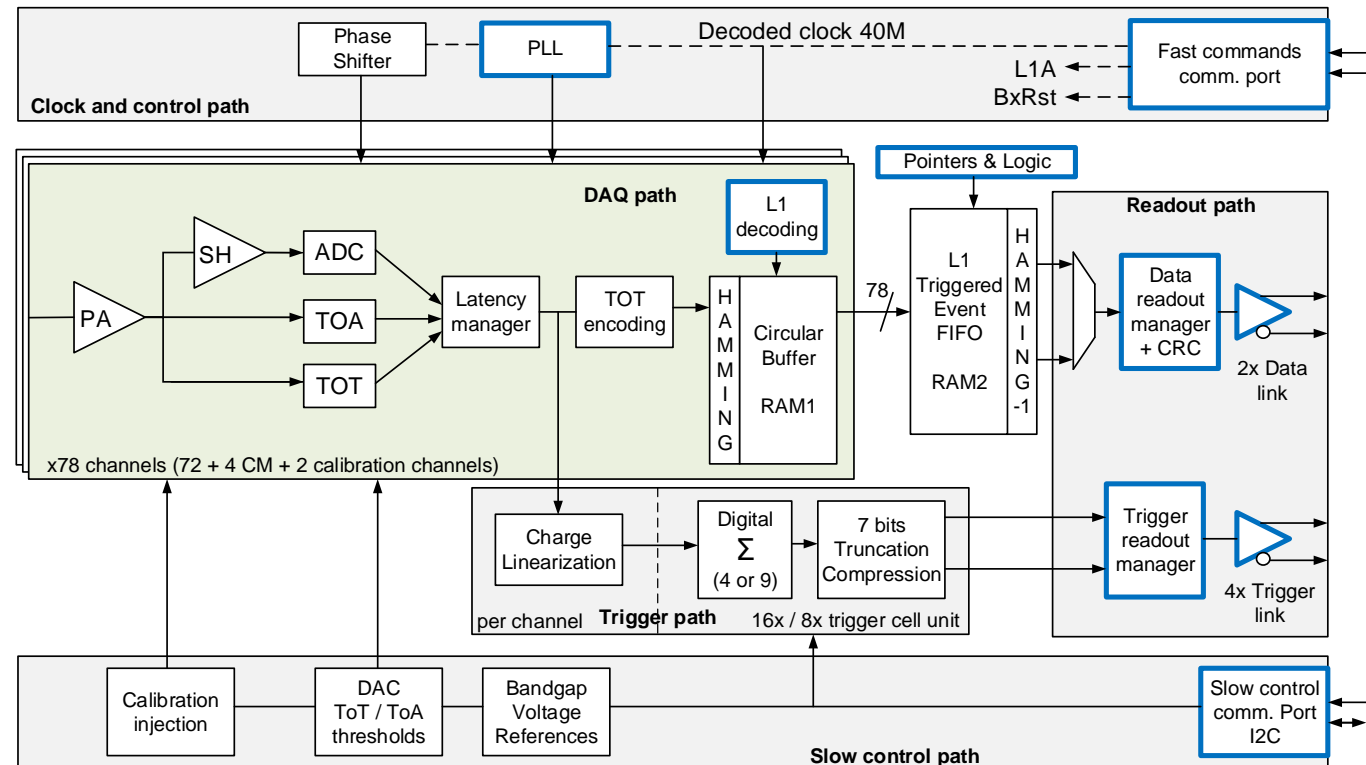 Phase
Shifter
PLL
Decoded clock 40M
L1A
BxRst
Fast commands
comm. port
Clock and control path
DAQ path
PA
SH
ADC
TOA
TOT
Latency
manager
TOT
encoding
L1
decoding
HAMMING
Circular
Buffer
RAM1
78
x78 channels (72 + 4 CM + 2 calibration channels)
Pointers & Logic
L1
Triggered
Event
FIFO
RAM2
HAMMING-1
Readout path
Data
readout
manager
+ CRC
2x Data
link
Trigger
readout
manager
4x Trigger
link
Charge
Linearization
per channel
Digital
Σ
(4 or 9)
7 bits
Truncation
Compression
Trigger path
16x / 8x trigger cell unit
Calibration
injection
DAC
ToT / ToA
thresholds
Bandgap
Voltage
References
Slow control
comm. Port
I2C
Slow control path